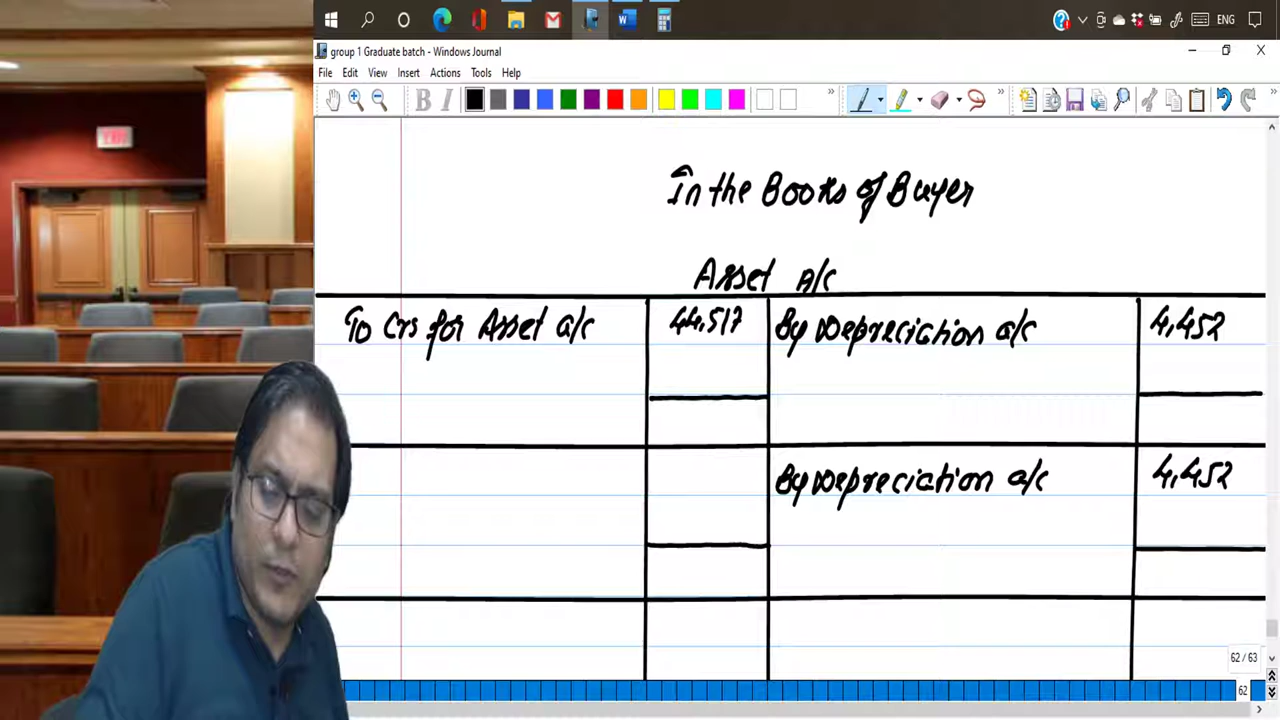 ENG
group 1 Graduate batch - Windows Journal
File Edit View Insert Actions Tools Help
In the Books of Buyer
Asset A/c
To Crs for Asset a/c 44,517 By Depreciation a/c 4,452
By Depreciation a/c 4,452
62 / 63
62